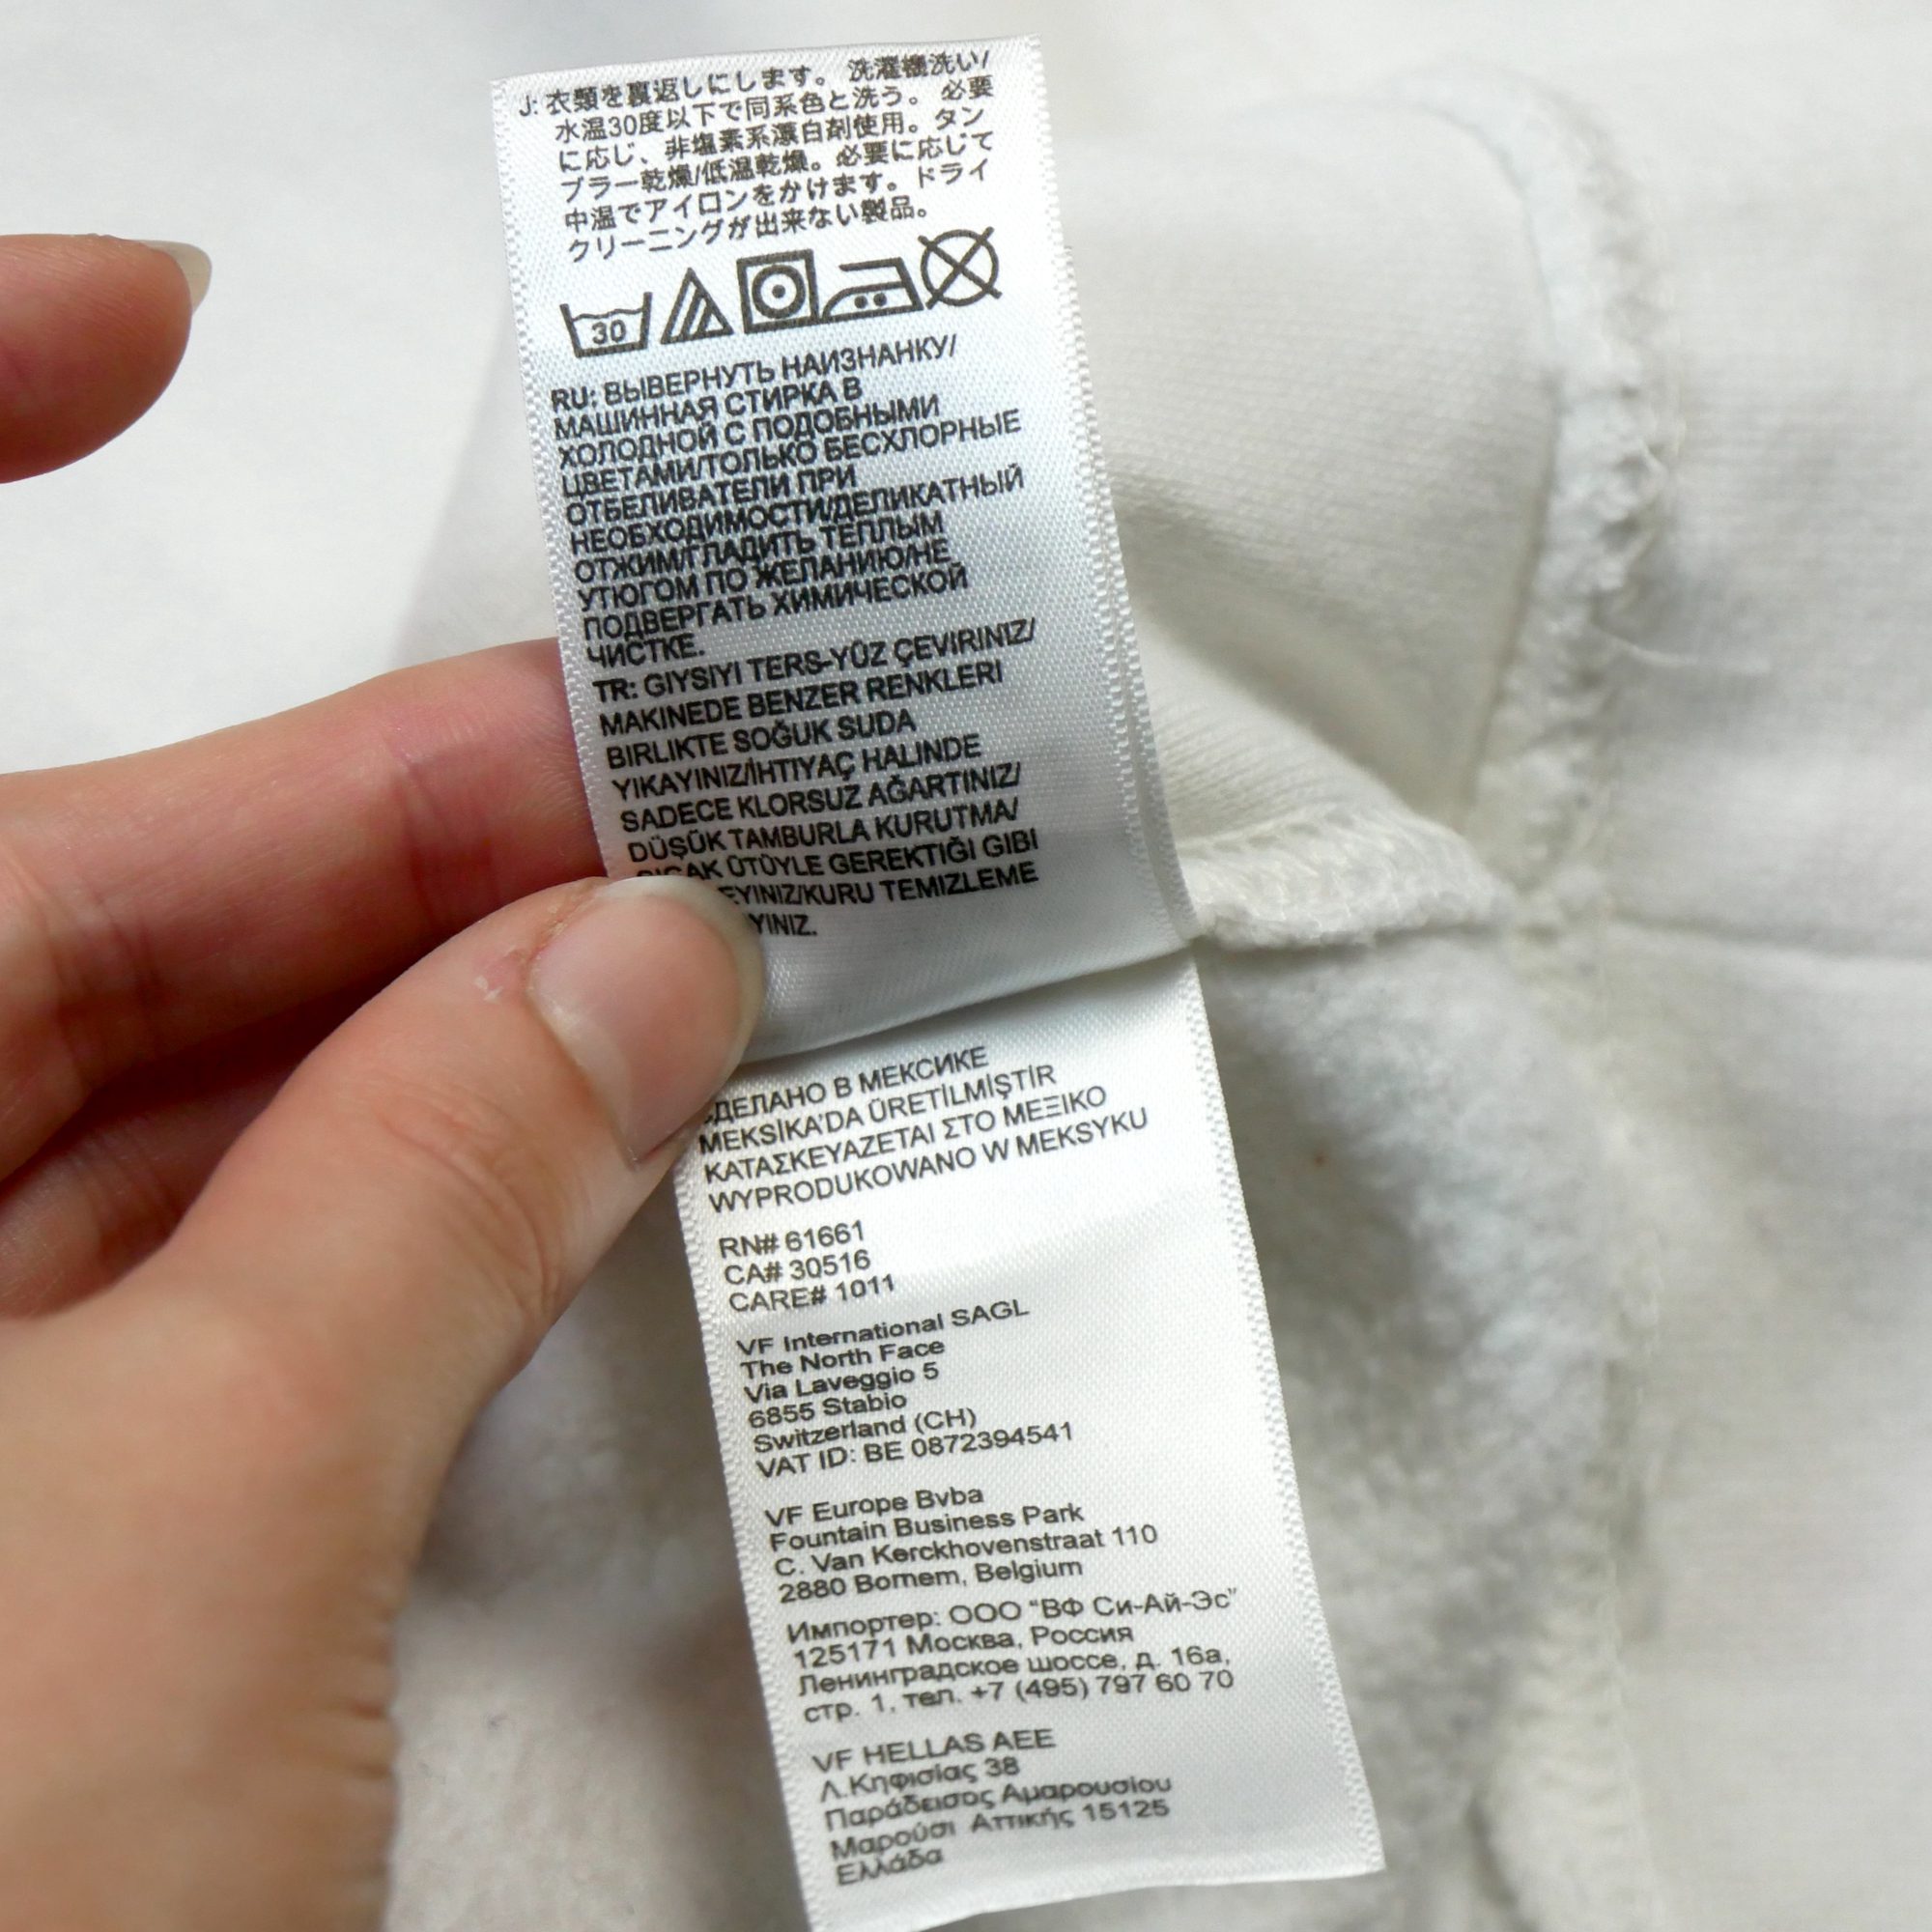 J: 衣類を裏返しにします。 洗濯機洗い/
水温30度以下で同系色と洗う。 必要
に応じ、非塩素系漂白剤使用。タン
ブラー乾燥/低温乾燥。必要に応じて
中温でアイロンをかけます。ドライ
クリーニングが出来ない製品。
30
RU: ВЫВЕРНУТЬ НАИЗНАНКУ/
МАШИННАЯ СТИРКА В
ХОЛОДНОЙ С ПОДОБНЫМИ
ЦВЕТАМИ/ТОЛЬКО БЕСХЛОРНЫЕ
ОТБЕЛИВАТЕЛИ ПРИ
НЕОБХОДИМОСТИ/ДЕЛИКАТНЫЙ
ОТЖИМ/ГЛАДИТЬ ТЕПЛЫМ
УТЮГОМ ПО ЖЕЛАНИЮ/НЕ
ПОДВЕРГАТЬ ХИМИЧЕСКОЙ
ЧИСТКЕ.
TR: GIYSIYI TERS-YÜZ ÇEVIRINIZ/
MAKINEDE BENZER RENKLERI
BIRLIKTE SOĞUK SUDA
YIKAYINIZ/İHTIYAÇ HALINDE
SADECE KLORSUZ AĞARTINIZ/
DÜŞÜK TAMBURLA KURUTMA/
ÜTÜYLE GEREKTIĞI GIBI
KURU TEMIZLEME
СДЕЛАНО В МЕКСИКЕ
MEKSİKA'DA ÜRETİLMİŞTİR
ΚΑΤΑΣΚΕΥΑΖΕΤΑΙ ΣΤΟ ΜΕΞΙΚΟ
WYPRODUKOWANO W MEKSYKU
RN# 61661
CA# 30516
CARE# 1011
VF International SAGL
The North Face
Via Laveggio 5
6855 Stabio
Switzerland (CH)
VAT ID: BE 0872394541
VF Europe Bvba
Fountain Business Park
C. Van Kerckhovenstraat 110
2880 Bornem, Belgium
Импортер: ООО “ВФ Си-Ай-Эс”
125171 Москва, Россия
Ленинградское шоссе, д. 16а,
стр. 1, тел. +7 (495) 797 60 70
VF HELLAS AEE
Λ.Κηφισίας 38
Παράδεισος Αμαρουσίου
Μαρούσι Αττικής 15125
Ελλάδα